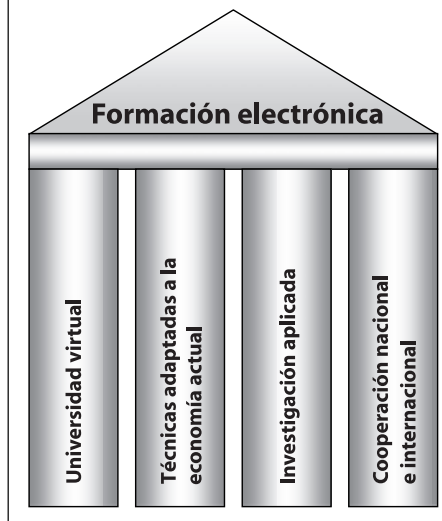 Formación electrónica
Universidad virtual
Técnicas adaptadas a la
economía actual
Investigación aplicada
Cooperación nacional
e internacional